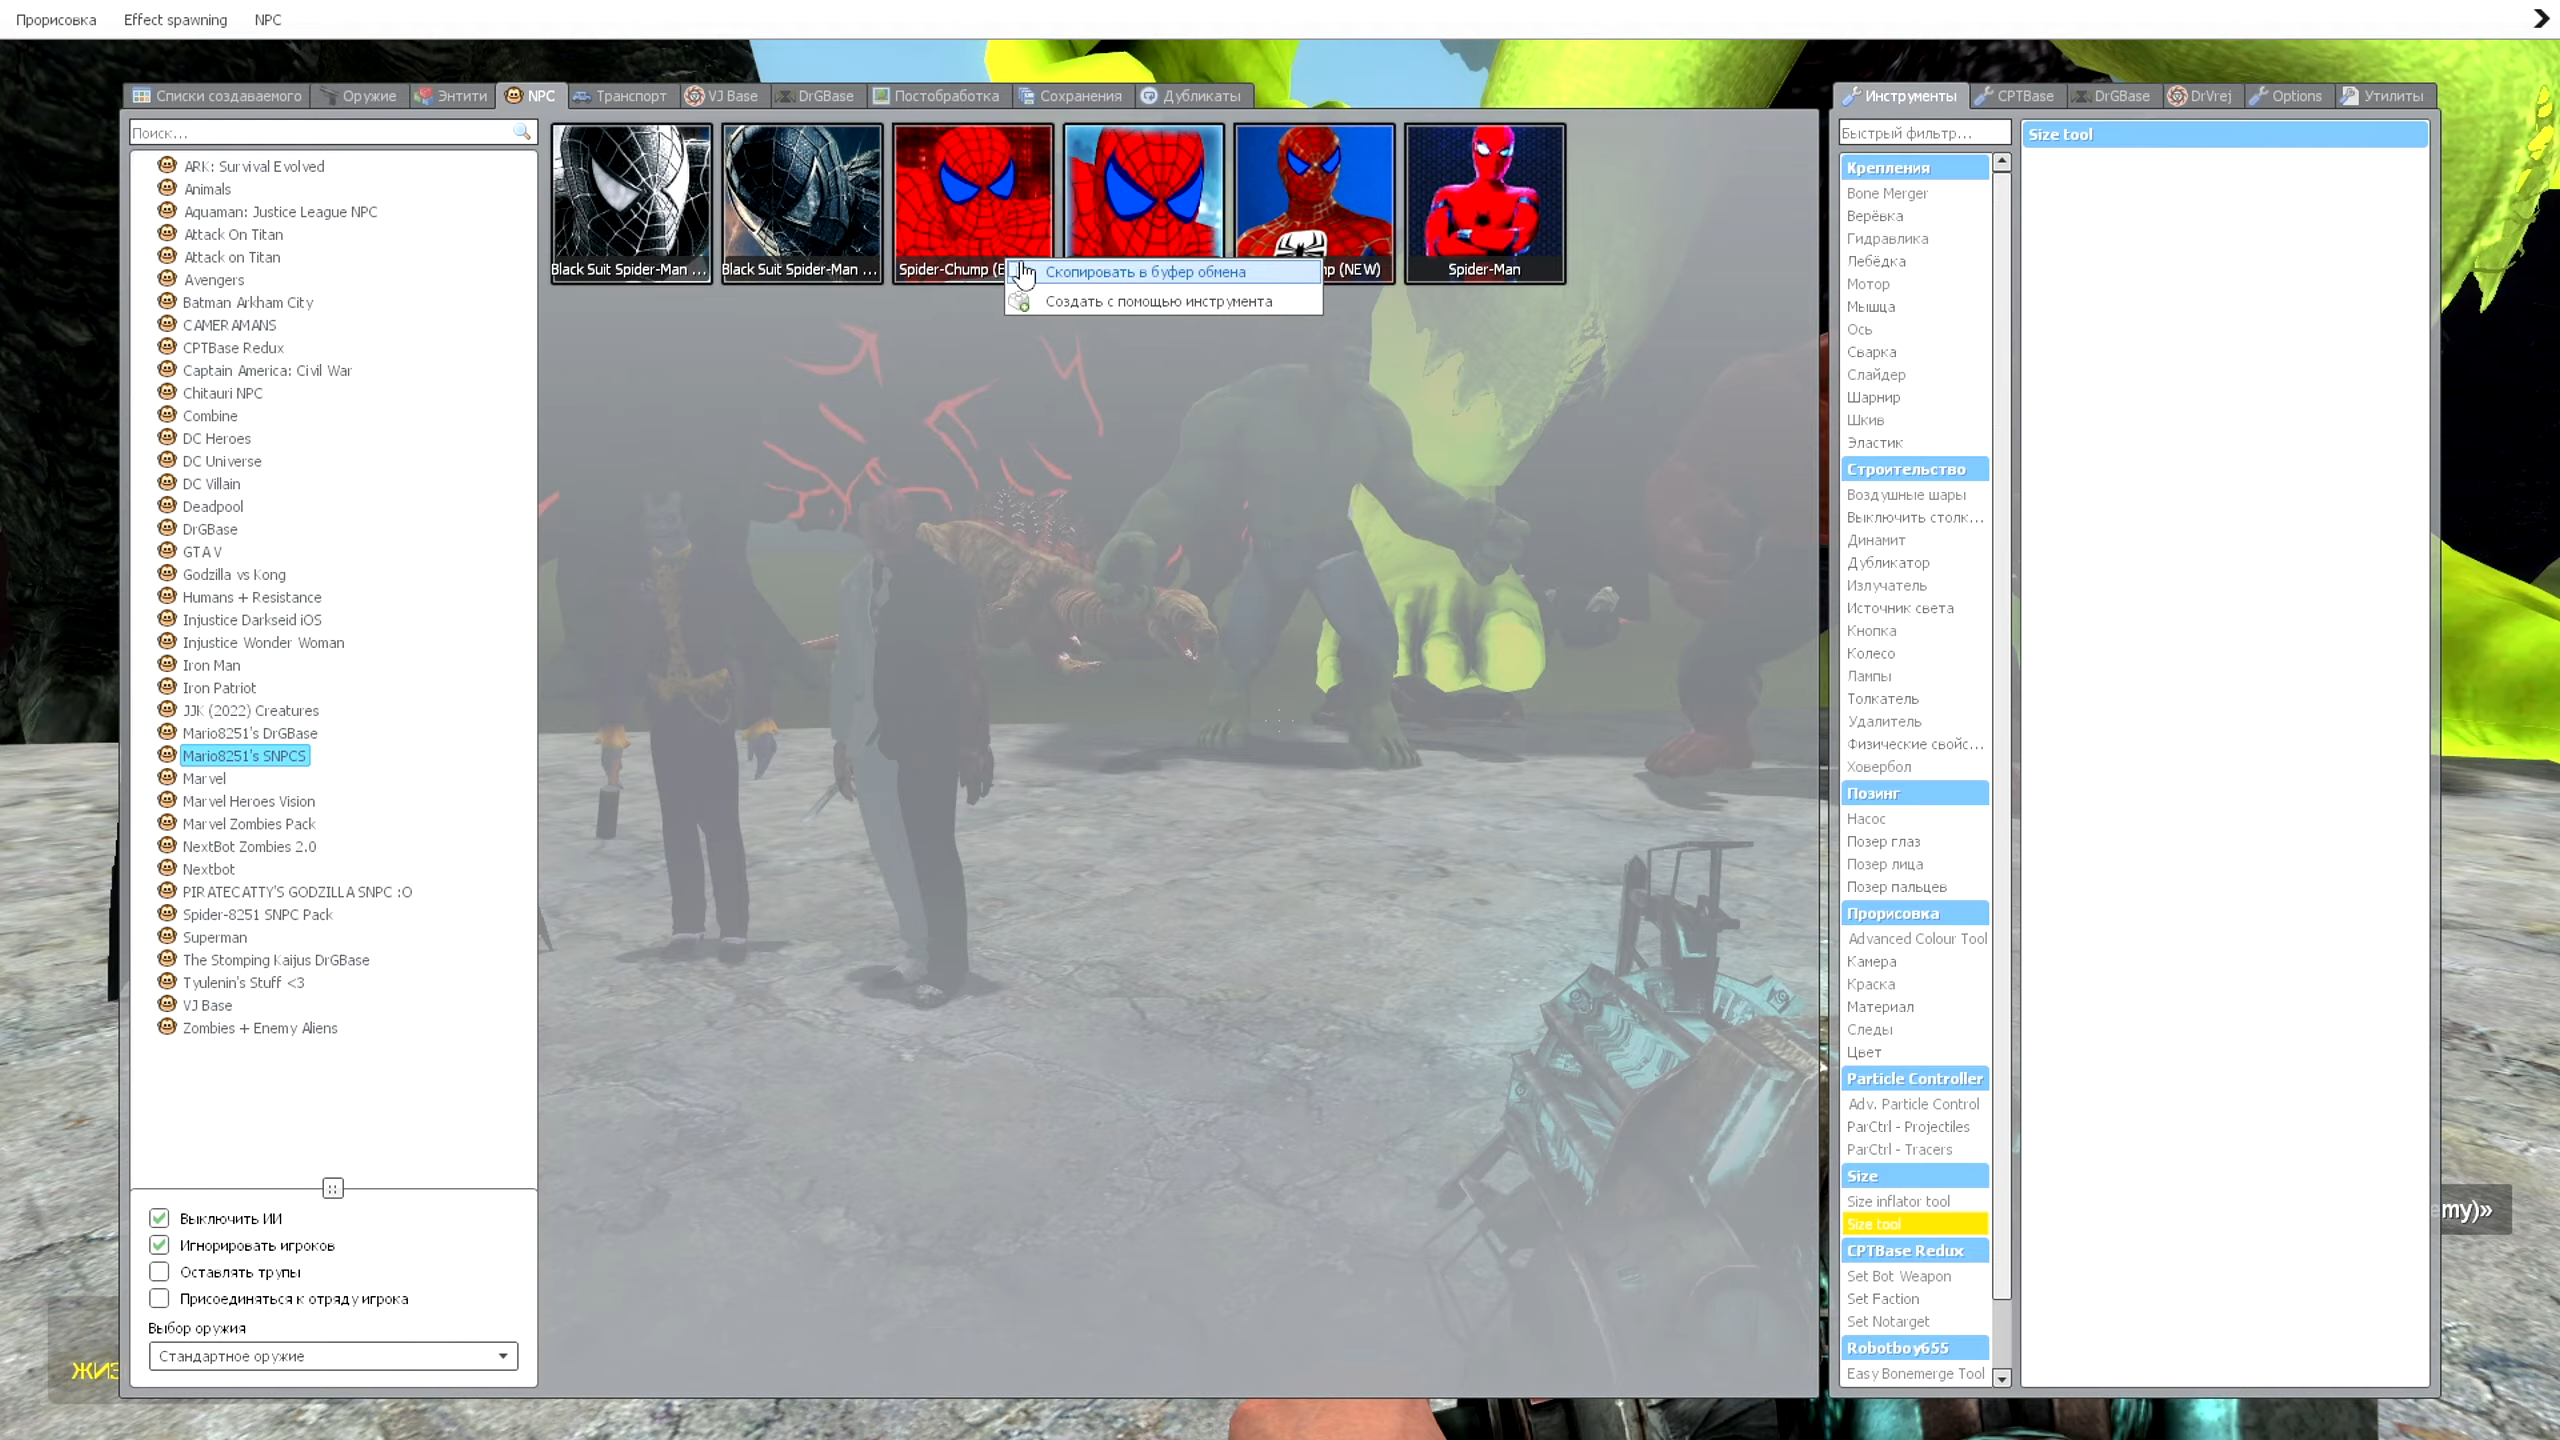 Прорисовка Effect spawning NPC
Списки создаваемого Оружие Энтити NPC Транспорт VJ Base DrGBase Постобработка Сохранения Дубликаты
Поиск...
ARK: Survival Evolved
Animals
Aquaman: Justice League NPC
Attack On Titan
Attack on Titan
Avengers
Batman Arkham City
CAMERAMANS
CPTBase Redux
Captain America: Civil War
Chitauri NPC
Combine
DC Heroes
DC Universe
DC Villain
Deadpool
DrGBase
GTA V
Godzilla vs Kong
Humans + Resistance
Injustice Darkseid iOS
Injustice Wonder Woman
Iron Man
Iron Patriot
JJK (2022) Creatures
Mario8251's DrGBase
Mario8251's SNPCS
Marvel
Marvel Heroes Vision
Marvel Zombies Pack
NextBot Zombies 2.0
Nextbot
PIRATECATTY'S GODZILLA SNPC :O
Spider-8251 SNPC Pack
Superman
The Stomping Kaijus DrGBase
Tyulenin's Stuff <3
VJ Base
Zombies + Enemy Aliens
Выключить ИИ
Игнорировать игроков
Оставлять трупы
Присоединяться к отряду игрока
Выбор оружия
Стандартное оружие
Black Suit Spider-Man ... Black Suit Spider-Man ... Spider-Chump (E (NEW) Spider-Man
Скопировать в буфер обмена
Создать с помощью инструмента
Инструменты CPTBase DrGBase DrVrej Options Утилиты
Быстрый фильтр...
Крепления
Bone Merger
Верёвка
Гидравлика
Лебёдка
Мотор
Мышца
Ось
Сварка
Слайдер
Шарнир
Шкив
Эластик
Строительство
Воздушные шары
Выключить столк...
Динамит
Дубликатор
Излучатель
Источник света
Кнопка
Колесо
Лампы
Толкатель
Удалитель
Физические свойс...
Ховербол
Позинг
Насос
Позер глаз
Позер лица
Позер пальцев
Прорисовка
Advanced Colour Tool
Камера
Краска
Материал
Следы
Цвет
Particle Controller
Adv. Particle Control
ParCtrl - Projectiles
ParCtrl - Tracers
Size
Size inflator tool
Size tool
CPTBase Redux
Set Bot Weapon
Set Faction
Set Notarget
Robotboy655
Easy Bonemerge Tool
Size tool
my)»